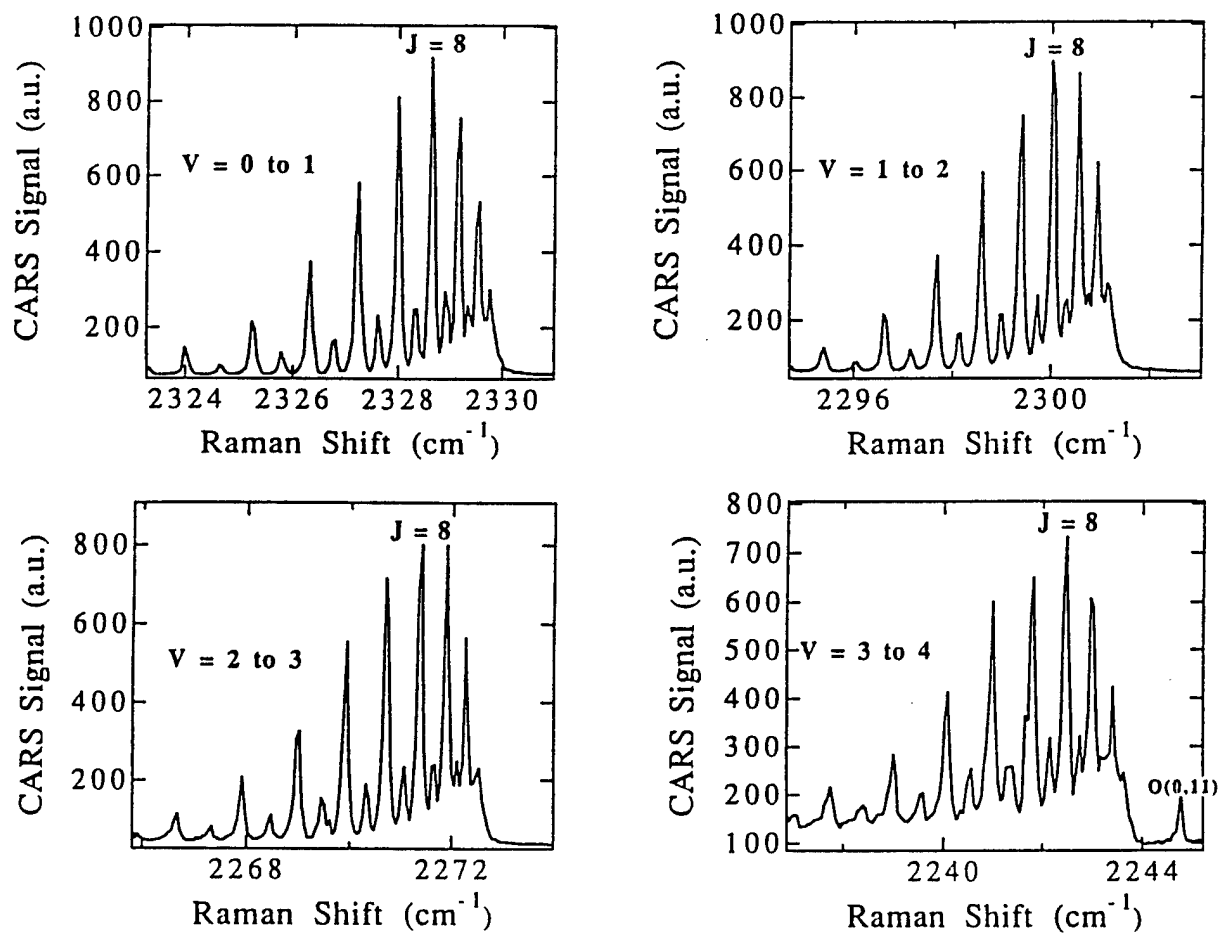 1000
800
600
400
200
CARS Signal (a.u.)
J = 8
V = 0 to 1
2324 2326 2328 2330
Raman Shift (cm-1)
1000
800
600
400
200
CARS Signal (a.u.)
J = 8
V = 1 to 2
2296 2300
Raman Shift (cm-1)
800
600
400
200
CARS Signal (a.u.)
J = 8
V = 2 to 3
2268 2272
Raman Shift (cm-1)
800
700
600
500
400
300
200
100
CARS Signal (a.u.)
J = 8
V = 3 to 4
O(0,11)
2240 2244
Raman Shift (cm-1)